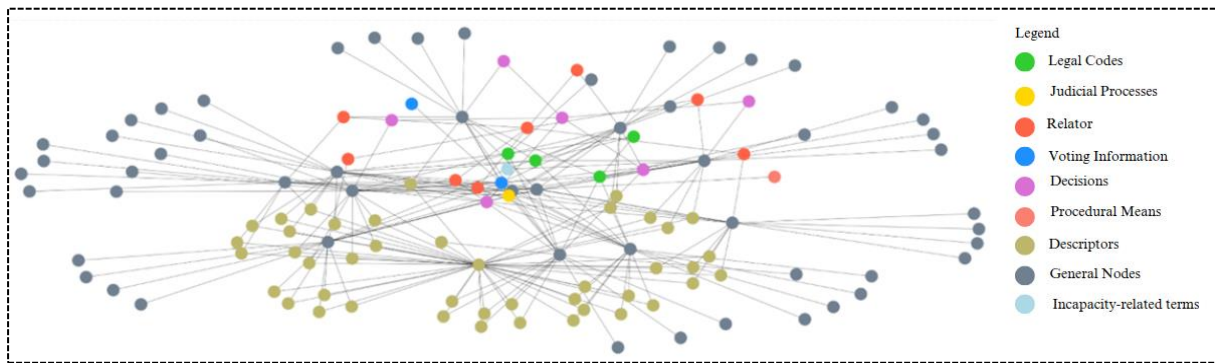 Legend
Legal Codes
Judicial Processes
Relator
Voting Information
Decisions
Procedural Means
Descriptors
General Nodes
Incapacity-related terms